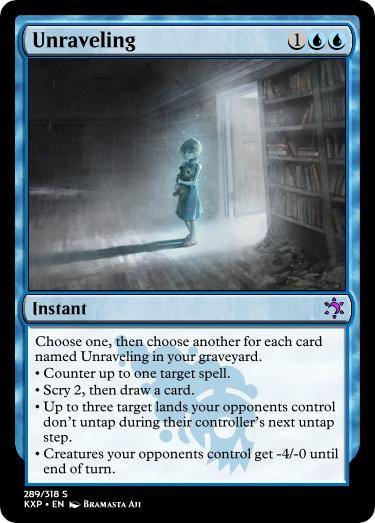 Unraveling 1
Instant
Choose one, then choose another for each card
named Unraveling in your graveyard.
• Counter up to one target spell.
• Scry 2, then draw a card.
• Up to three target lands your opponents control
don't untap during their controller's next untap
step.
• Creatures your opponents control get -4/-0 until
end of turn.
289/318 S
KXP • EN Bramasta Aji